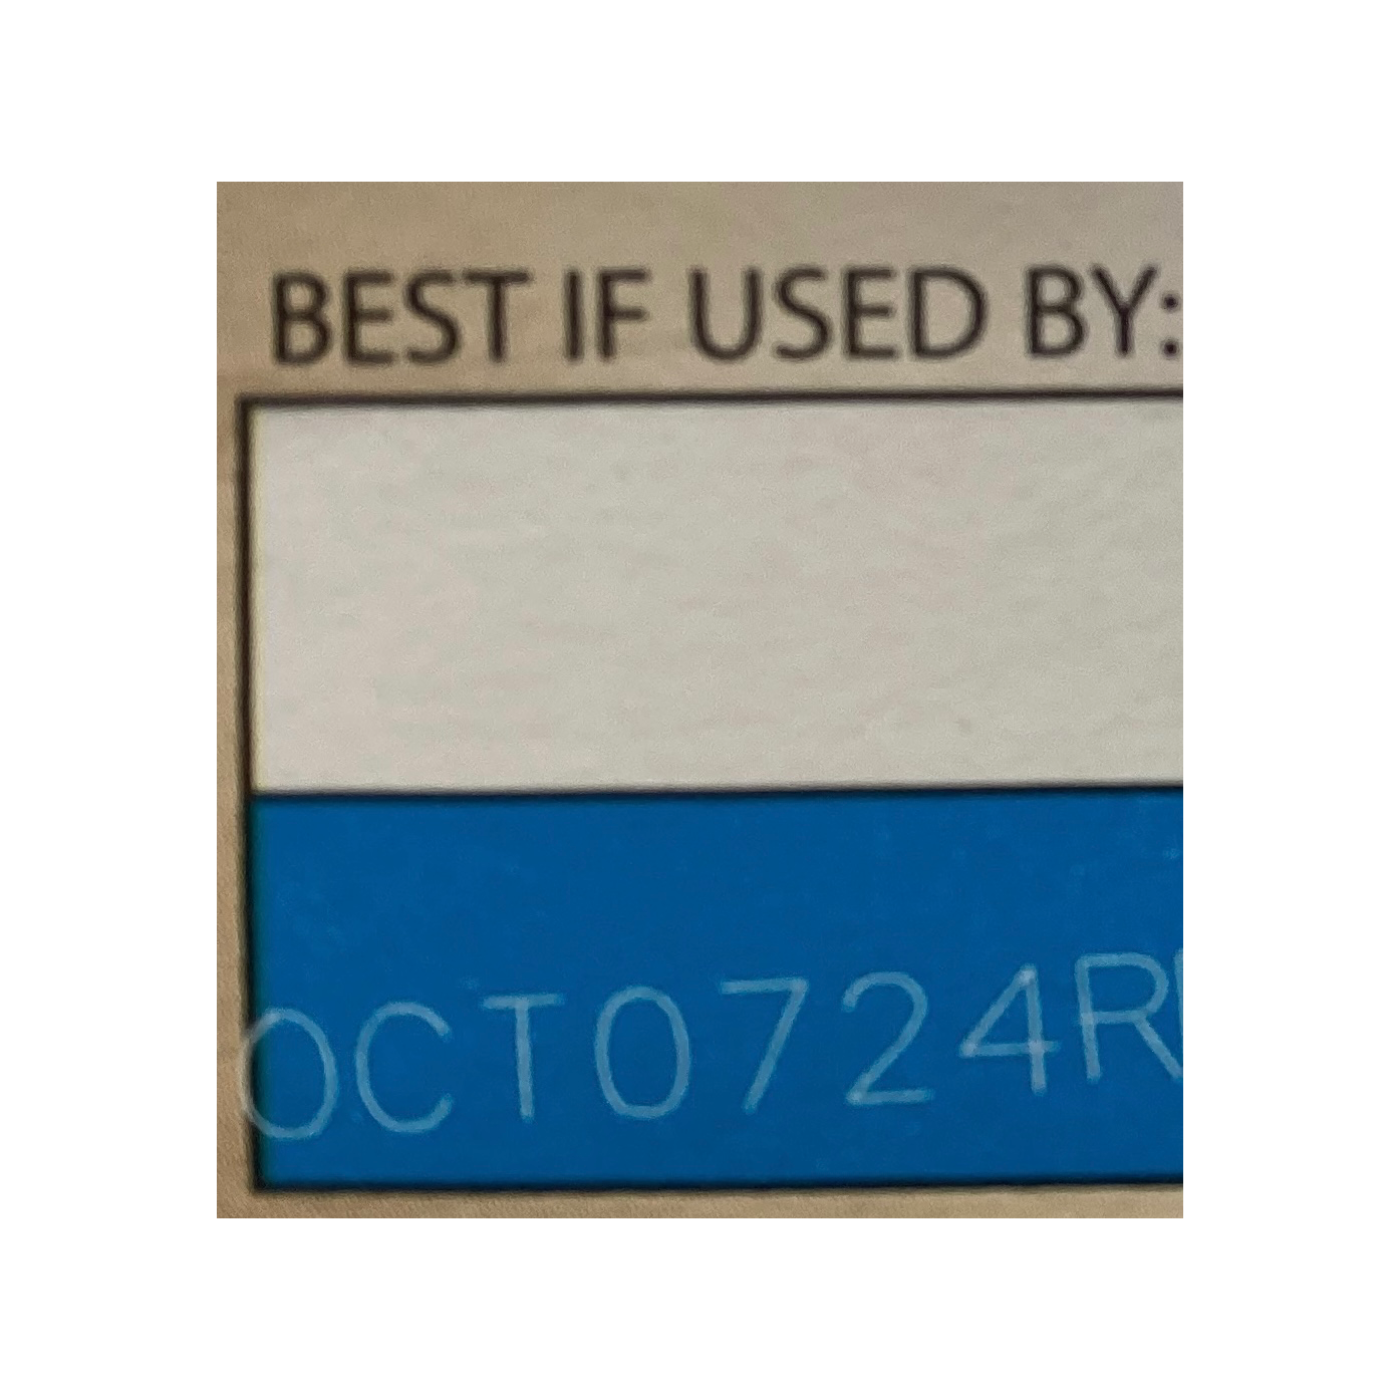 BEST IF USED BY:
OCT0724R